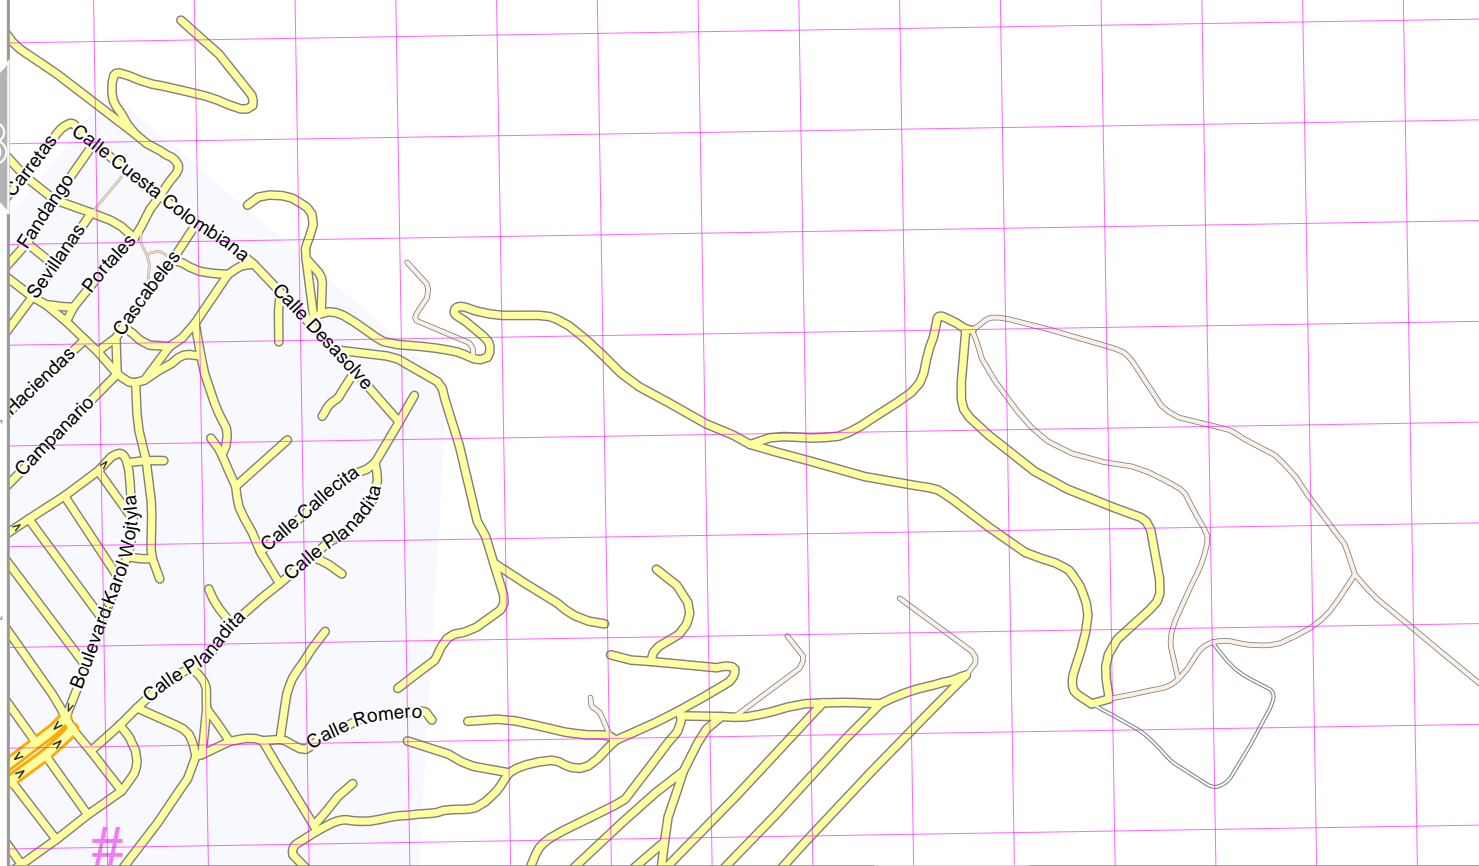 Carretas
Calle Cuesta Colombiana
Fandango
Sevillanas
Portales
Cascabeles
Calle Desasolve
Haciendas
Campanario
Calle Callecita
Calle Planadita
Boulevard Karol Wojtyla
Calle Planadita
Calle Romero
#